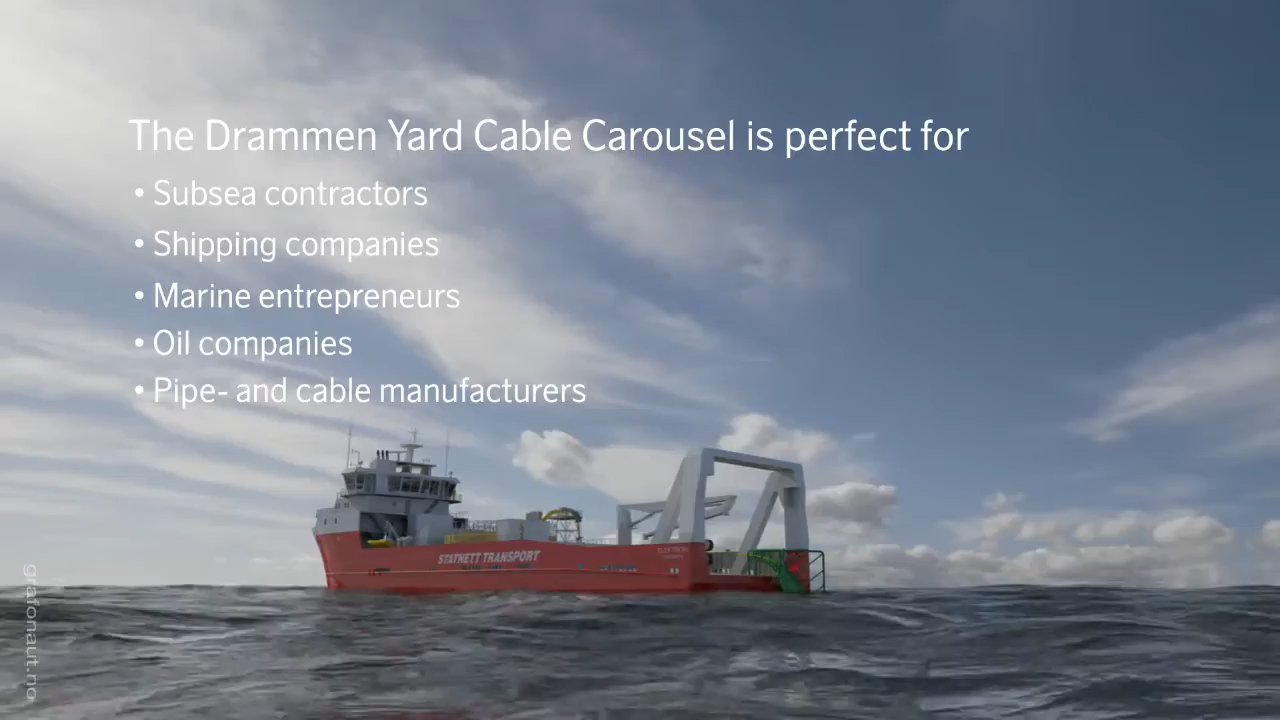 The Drammen Yard Cable Carousel is perfect for
• Subsea contractors
• Shipping companies
• Marine entrepreneurs
• Oil companies
• Pipe- and cable manufacturers
STATNETT TRANSPORT
grafonaut.no